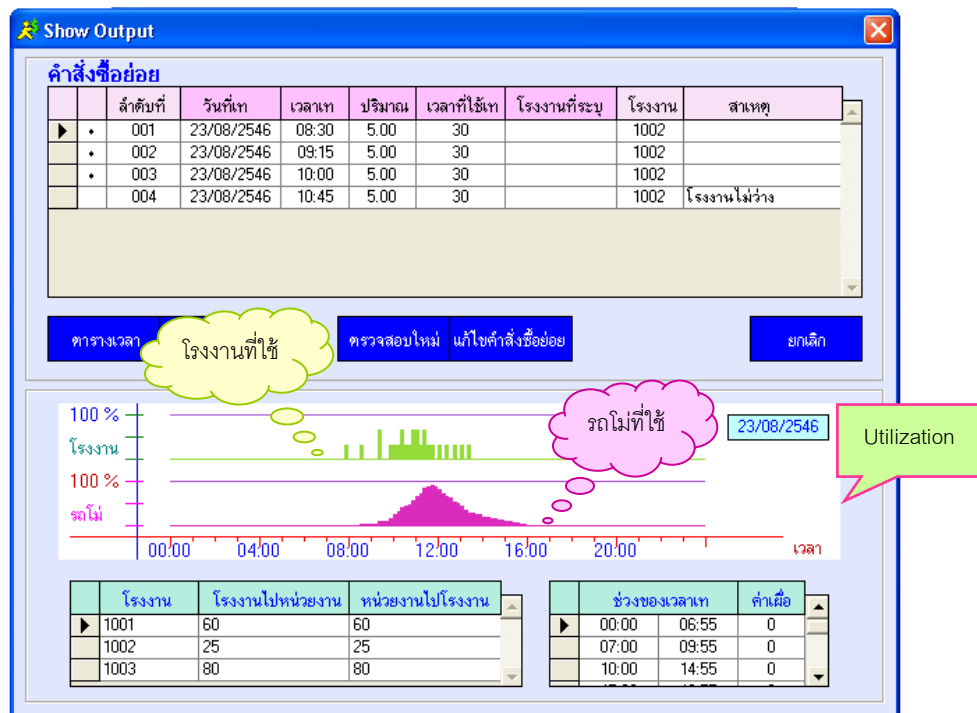 Show Output
คำสั่งซื้อย่อย
ลำดับที่ วันที่เท เวลาเท ปริมาณ เวลาที่ใช้เท โรงงานที่ระบุ โรงงาน สาเหตุ
001 23/08/2546 08:30 5.00 30 1002
002 23/08/2546 09:15 5.00 30 1002
003 23/08/2546 10:00 5.00 30 1002
004 23/08/2546 10:45 5.00 30 1002 โรงงานไม่ว่าง
ตารางเวลา ตรวจสอบใหม่ แก้ไขคำสั่งซื้อย่อย ยกเลิก
โรงงานที่ใช้
รถโม่ที่ใช้
100 %
23/08/2546
Utilization
โรงงาน
100 %
รถโม่
00:00 04:00 08:00 12:00 16:00 20:00 เวลา
โรงงาน โรงงานไปหน่วยงาน หน่วยงานไปโรงงาน
1001 60 60
1002 25 25
1003 80 80
ช่วงของเวลาเท ค่าเผื่อ
00:00 06:55 0
07:00 09:55 0
10:00 14:55 0